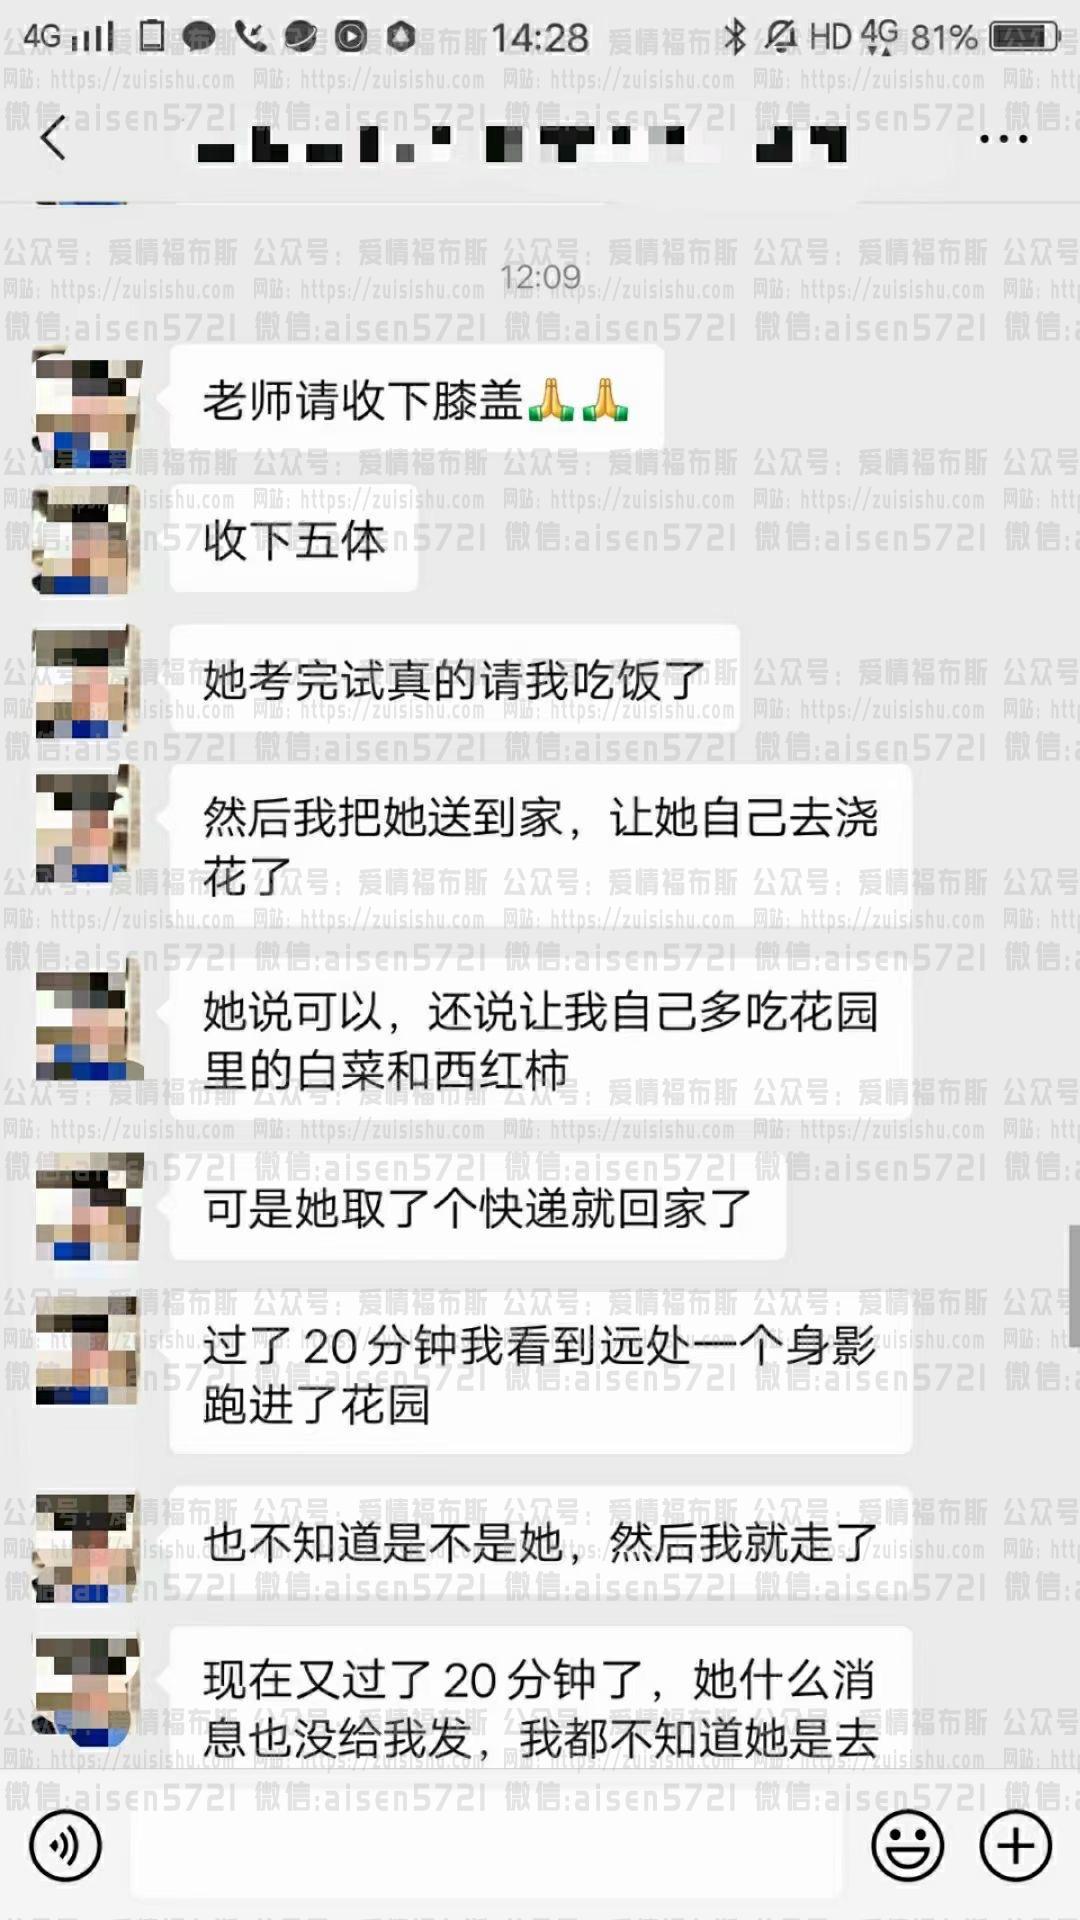 4G 14:28 HD 4G 81%
12:09
老师请收下膝盖🙏🙏
收下五体
她考完试真的请我吃饭了
然后我把她送到家，让她自己去浇
花了
她说可以，还说让我自己多吃花园
里的白菜和西红柿
可是她取了个快递就回家了
过了20分钟我看到远处一个身影
跑进了花园
也不知道是不是她，然后我就走了
现在又过了20分钟了，她什么消
息也没给我发，我都不知道她是去
公众号：爱情福布斯
网站：https://zuisishu.com
微信:aisen5721